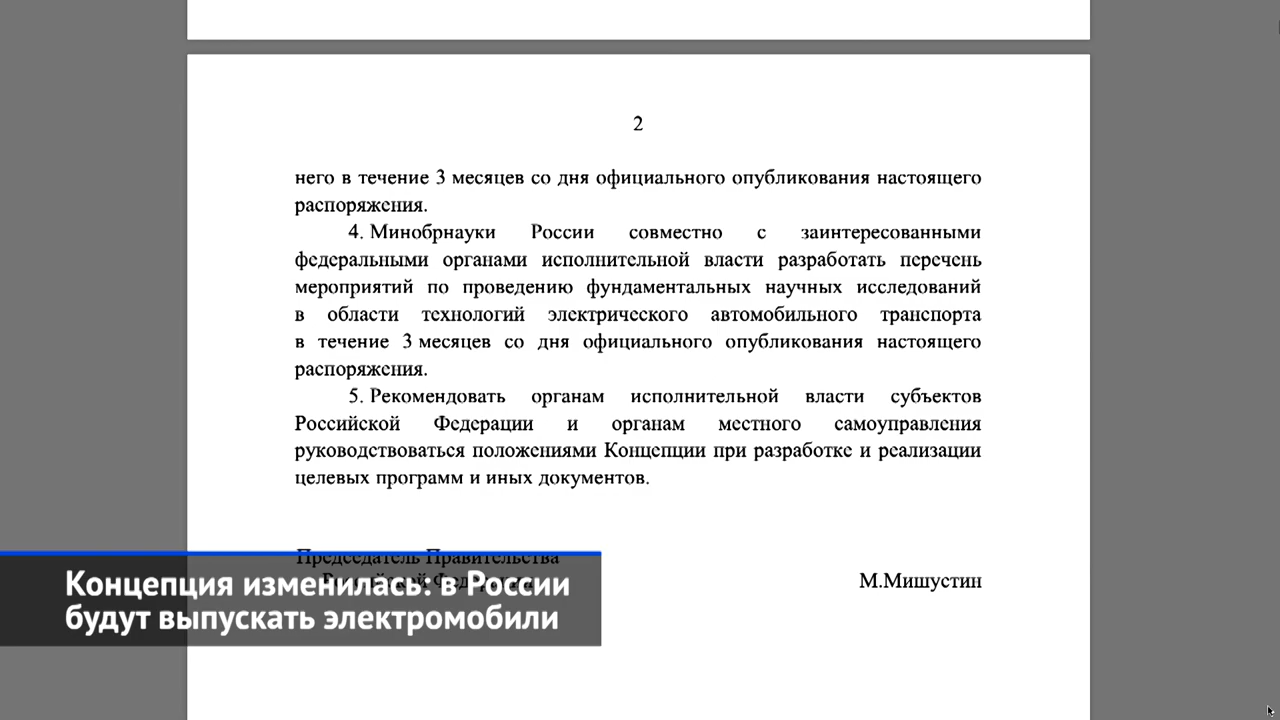 2
него в течение 3 месяцев со дня официального опубликования настоящего
распоряжения.
4. Минобрнауки России совместно с заинтересованными
федеральными органами исполнительной власти разработать перечень
мероприятий по проведению фундаментальных научных исследований
в области технологий электрического автомобильного транспорта
в течение 3 месяцев со дня официального опубликования настоящего
распоряжения.
5. Рекомендовать органам исполнительной власти субъектов
Российской Федерации и органам местного самоуправления
руководствоваться положениями Концепции при разработке и реализации
целевых программ и иных документов.
Председатель Правительства
М.Мишустин
Концепция изменилась: в России
будут выпускать электромобили